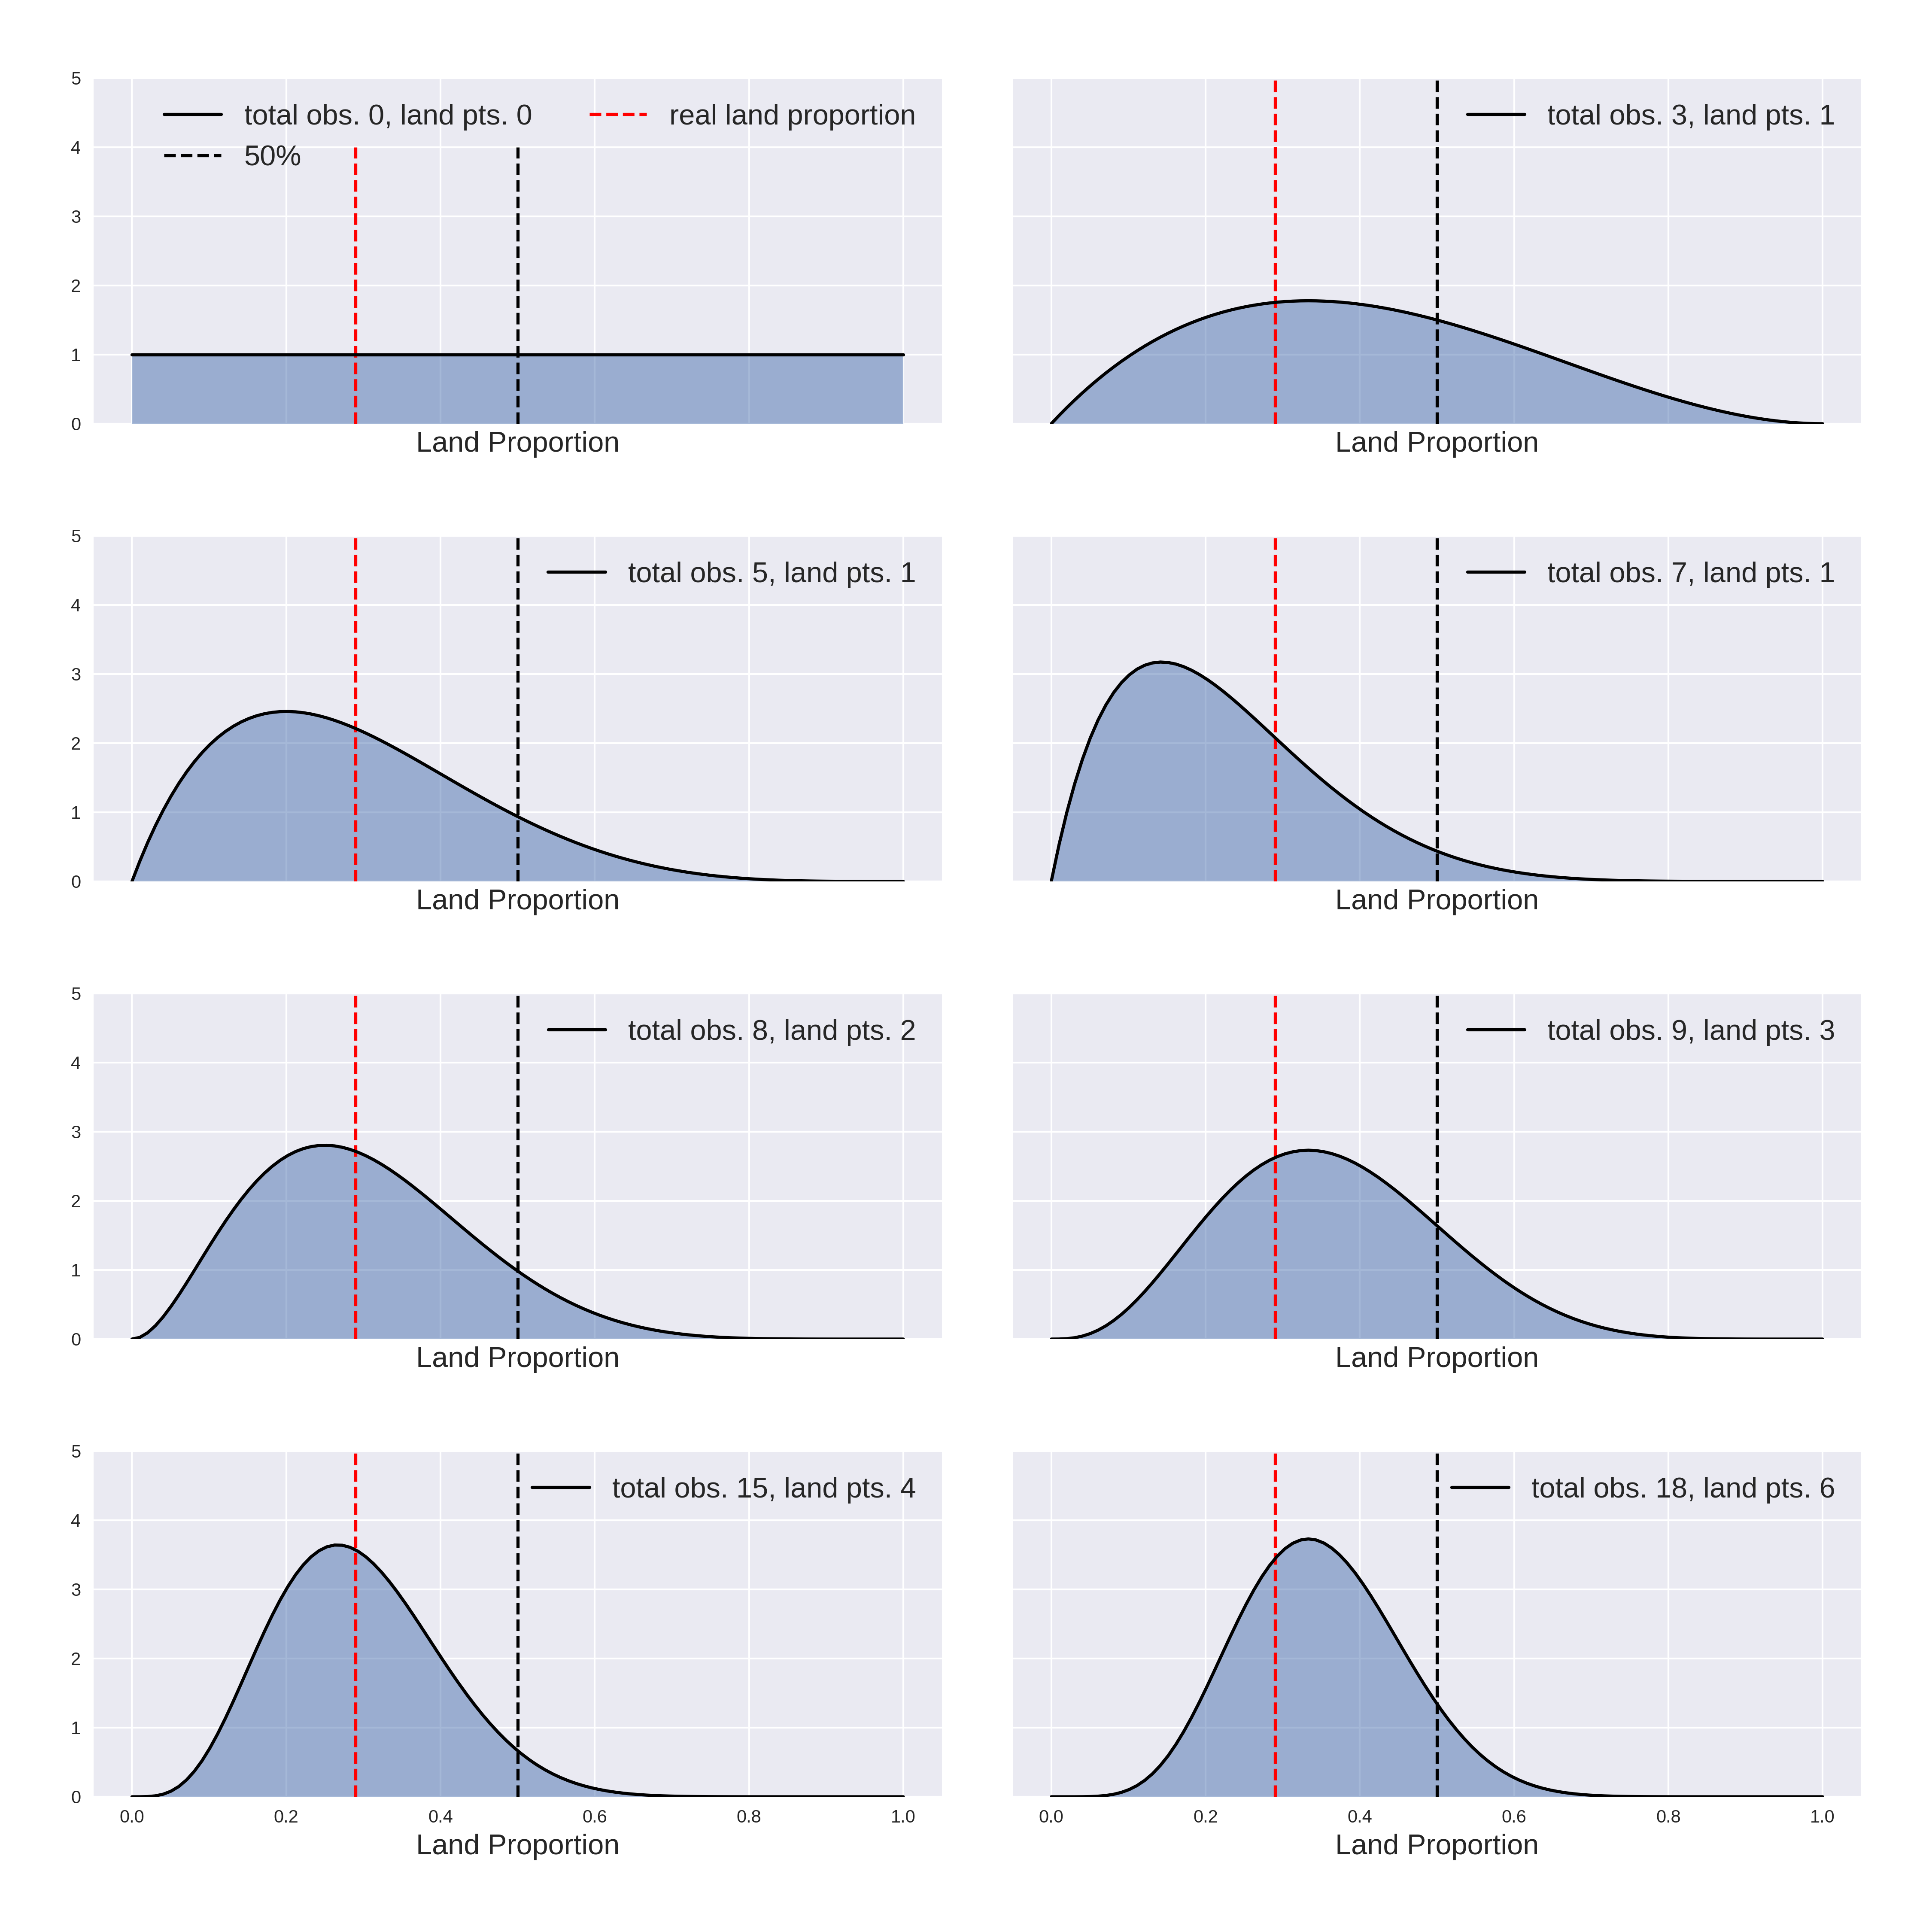 5
total obs. 0, land pts. 0 real land proportion
4
50%
3
2
1
0
Land Proportion
total obs. 3, land pts. 1
Land Proportion
5
total obs. 5, land pts. 1
4
3
2
1
0
Land Proportion
total obs. 7, land pts. 1
Land Proportion
5
total obs. 8, land pts. 2
4
3
2
1
0
Land Proportion
total obs. 9, land pts. 3
Land Proportion
5
total obs. 15, land pts. 4
4
3
2
1
0
0.0 0.2 0.4 0.6 0.8 1.0
Land Proportion
total obs. 18, land pts. 6
0.0 0.2 0.4 0.6 0.8 1.0
Land Proportion